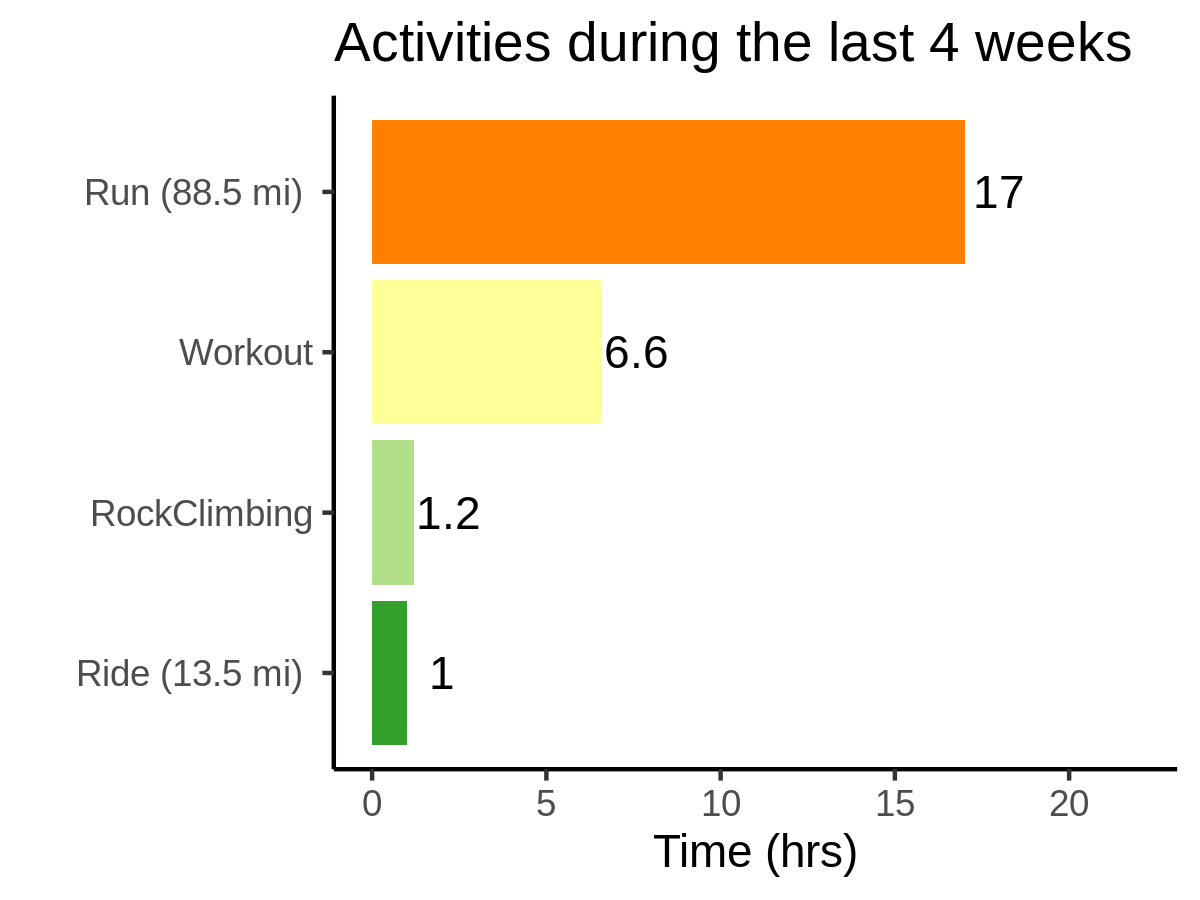 Activities during the last 4 weeks
Run (88.5 mi)
17
Workout
6.6
RockClimbing
1.2
Ride (13.5 mi)
1
0 5 10 15 20
Time (hrs)